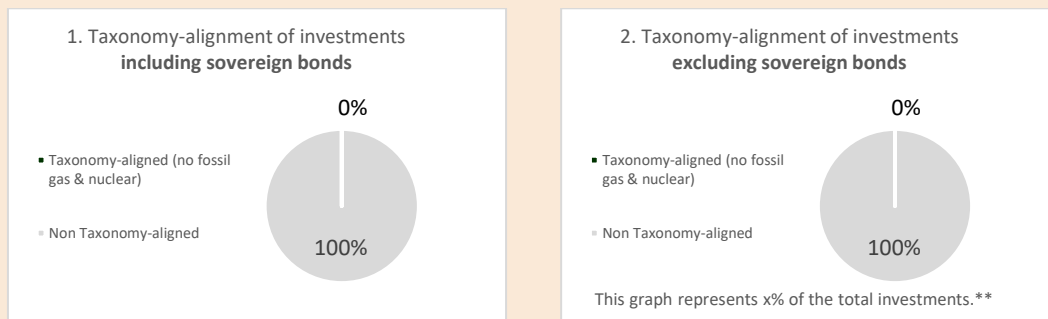 1. Taxonomy-alignment of investments
including sovereign bonds
0%
Taxonomy-aligned (no fossil
gas & nuclear)
Non Taxonomy-aligned
100%
2. Taxonomy-alignment of investments
excluding sovereign bonds
0%
Taxonomy-aligned (no fossil
gas & nuclear)
Non Taxonomy-aligned
100%
This graph represents x% of the total investments.**